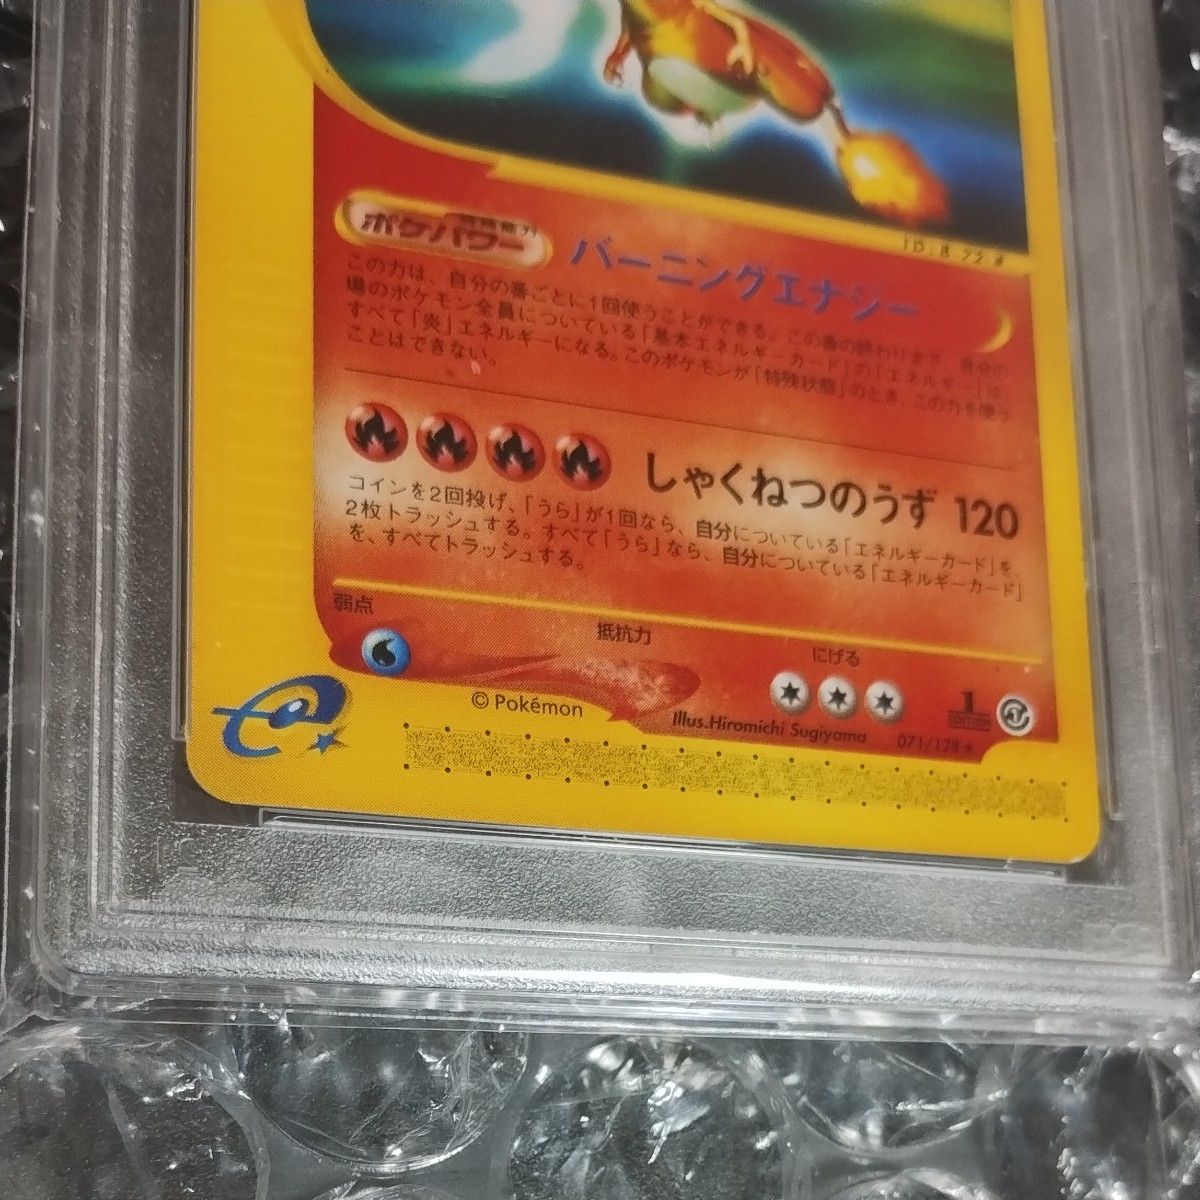 ID:B-72-4
ポケパワー
バーニングエナジー
この力は、自分の番ごとに1回使うことができる。この番の終わりまで、自分の
場のポケモン全員についている「基本エネルギーカード」の「エネルギー」は、
すべて「炎」エネルギーになる。このポケモンが「特殊状態」のとき、この力を使う
ことはできない。
しゃくねつのうず 120
コインを2回投げ、「うら」が1回なら、自分についている「エネルギーカード」を、
2枚トラッシュする。すべて「うら」なら、自分についている「エネルギーカード」
を、すべてトラッシュする。
弱点
抵抗力
にげる
© Pokémon
Illus.Hiromichi Sugiyama
1
EDITION
071/128★